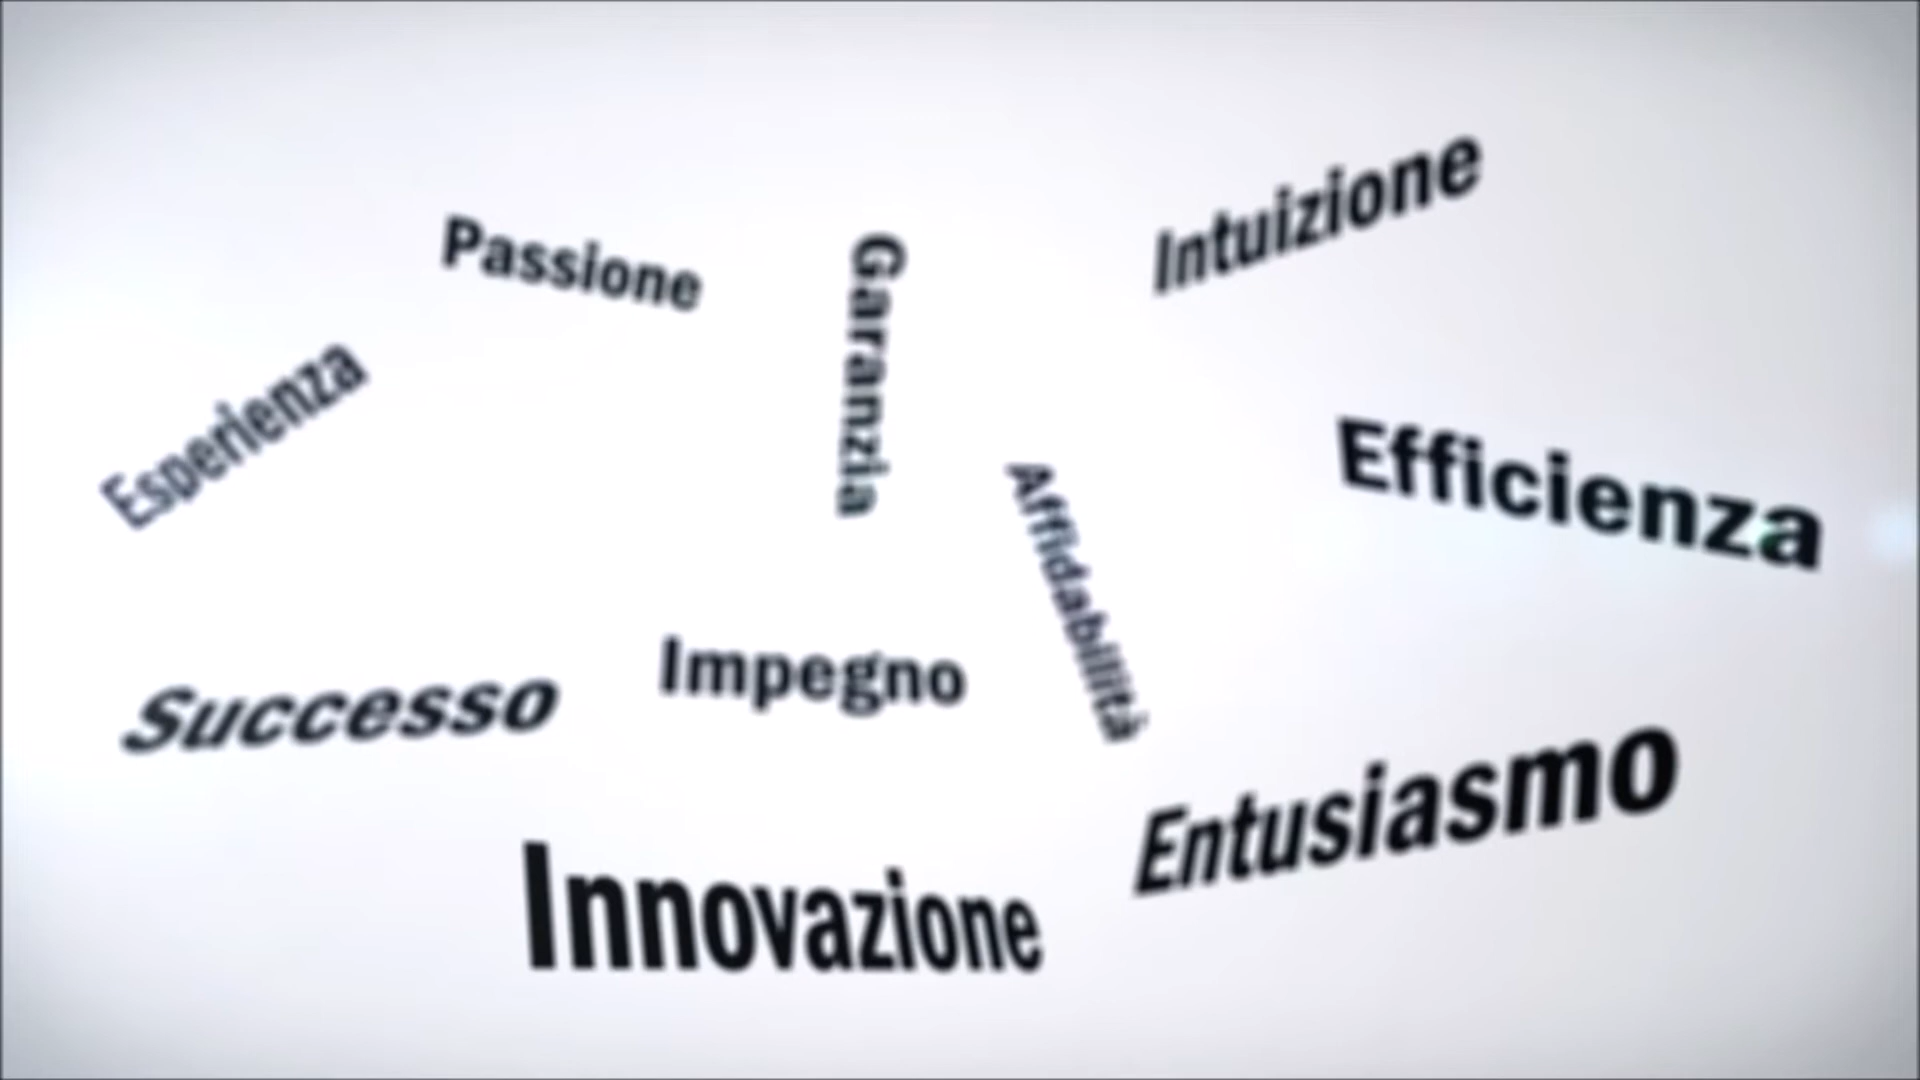 Intuizione
Passione
Garanzia
Esperienza
Efficienza
Affidabilità
Impegno
Successo
Entusiasmo
Innovazione